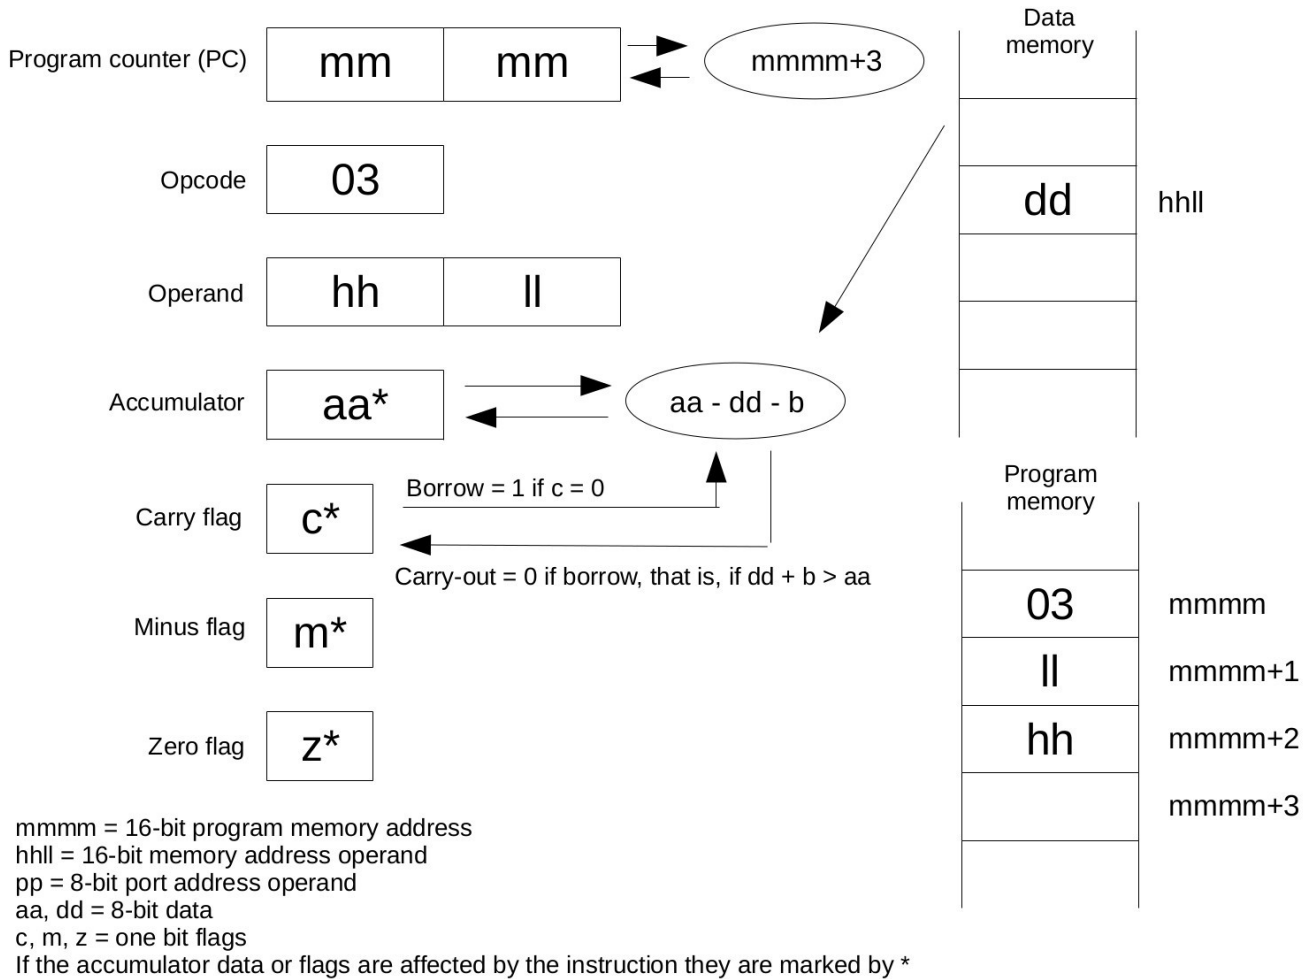 Program counter (PC)
mm
mm
mmmm+3
Data
memory
Opcode
03
dd
hhll
Operand
hh
ll
Accumulator
aa*
aa - dd - b
Carry flag
c*
Borrow = 1 if c = 0
Carry-out = 0 if borrow, that is, if dd + b > aa
Minus flag
m*
Zero flag
z*
Program
memory
03
mmmm
ll
mmmm+1
hh
mmmm+2
mmmm+3
mmmm = 16-bit program memory address
hhll = 16-bit memory address operand
pp = 8-bit port address operand
aa, dd = 8-bit data
c, m, z = one bit flags
If the accumulator data or flags are affected by the instruction they are marked by *